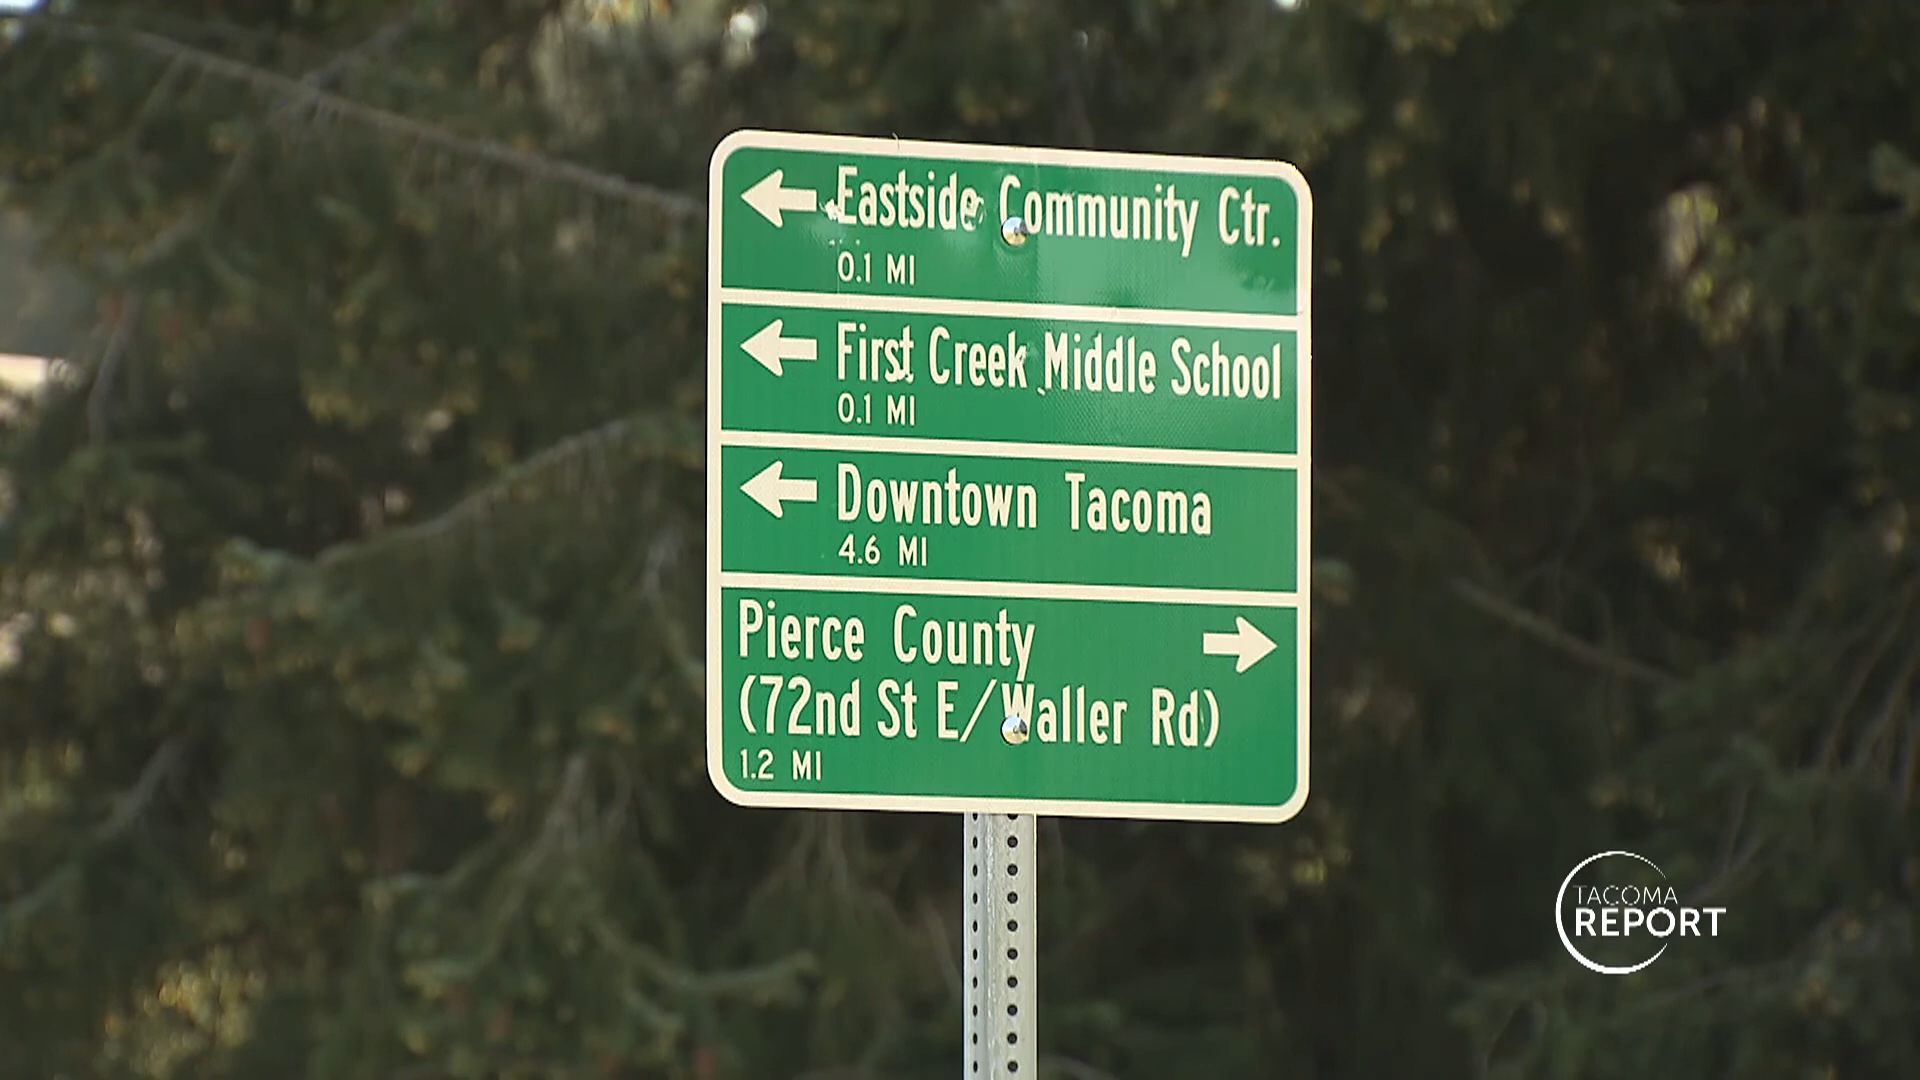 Eastside Community Ctr.
0.1 MI
First Creek Middle School
0.1 MI
Downtown Tacoma
4.6 MI
Pierce County
(72nd St E/Waller Rd)
1.2 MI
TACOMA
REPORT